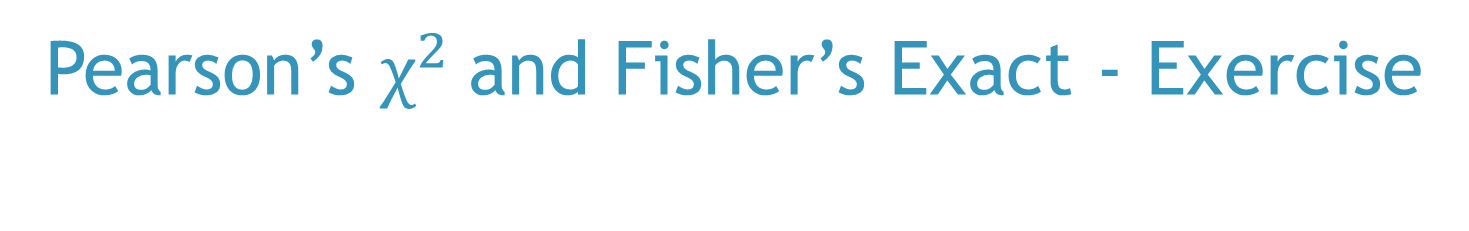 Pearson’s χ² and Fisher’s Exact - Exercise